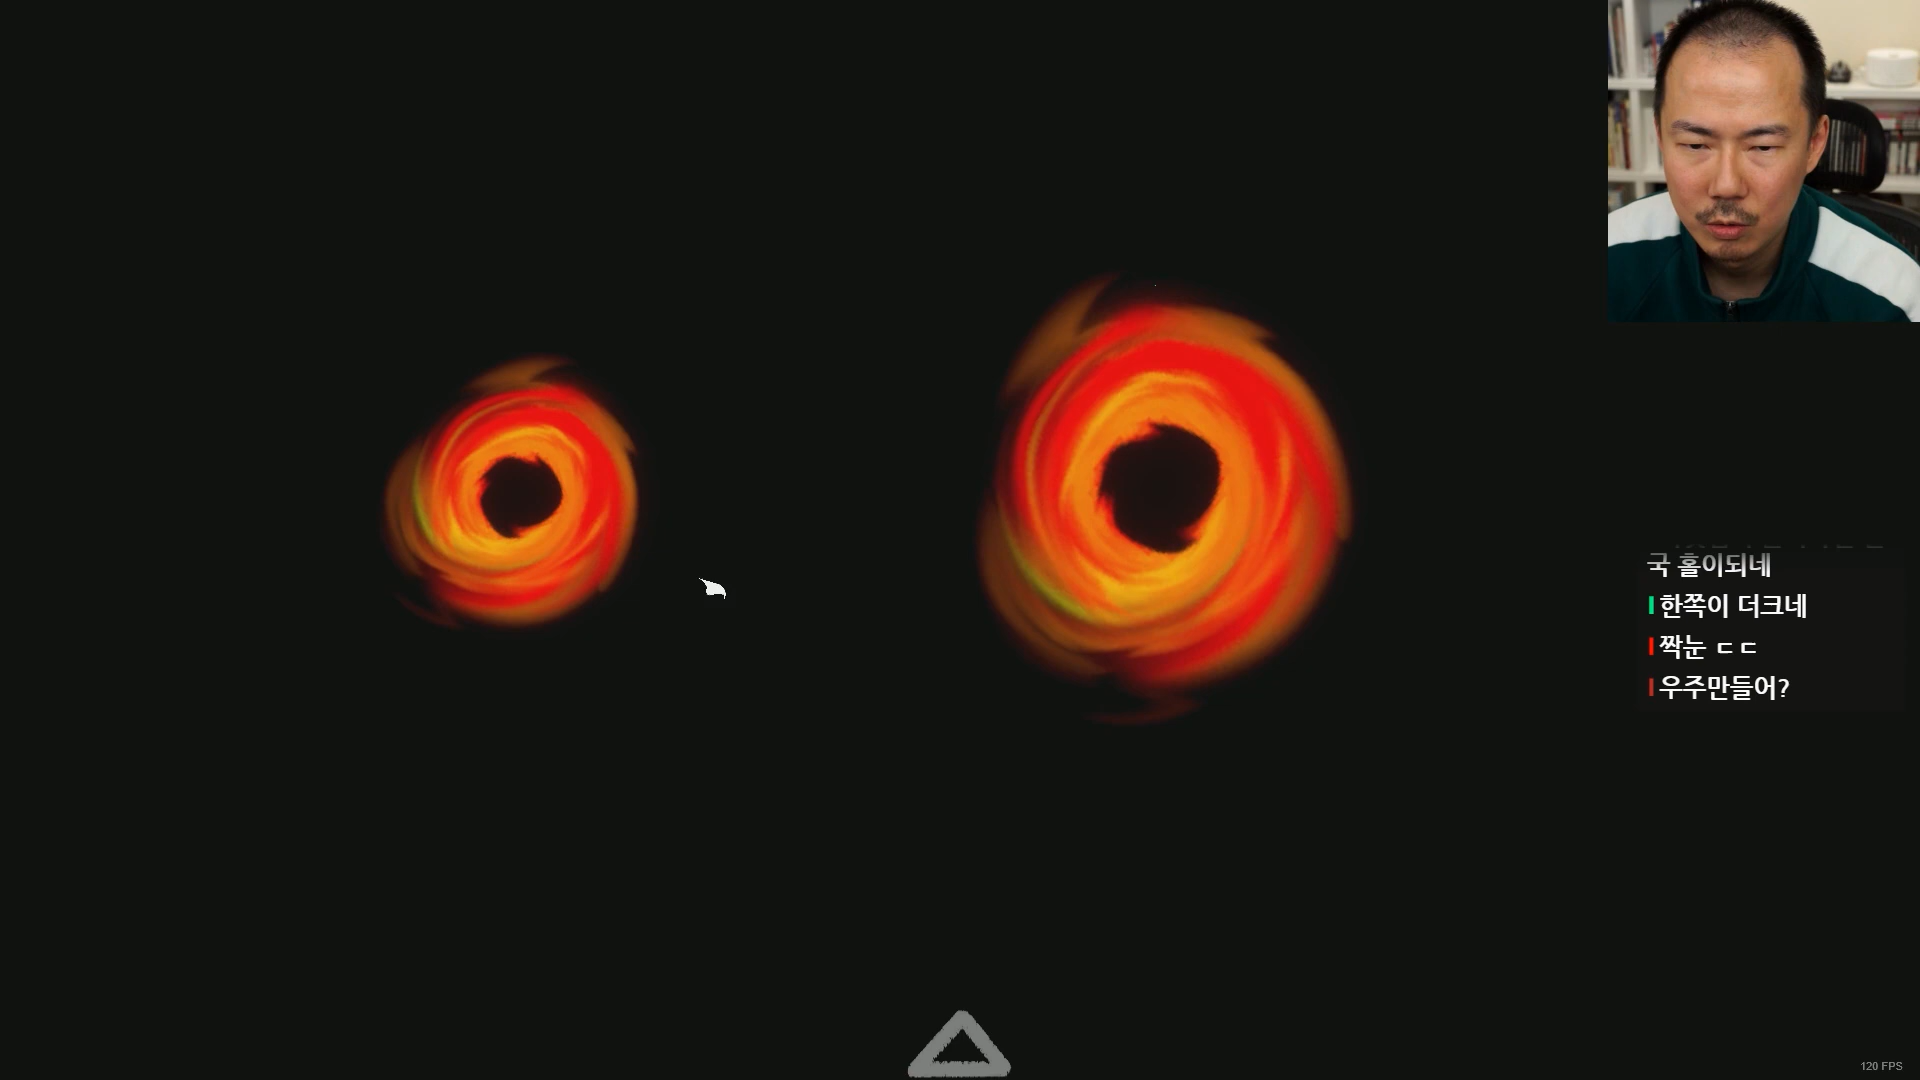 국 홀이되네
한쪽이 더크네
짝눈 ㄷㄷ
우주만들어?
120 FPS